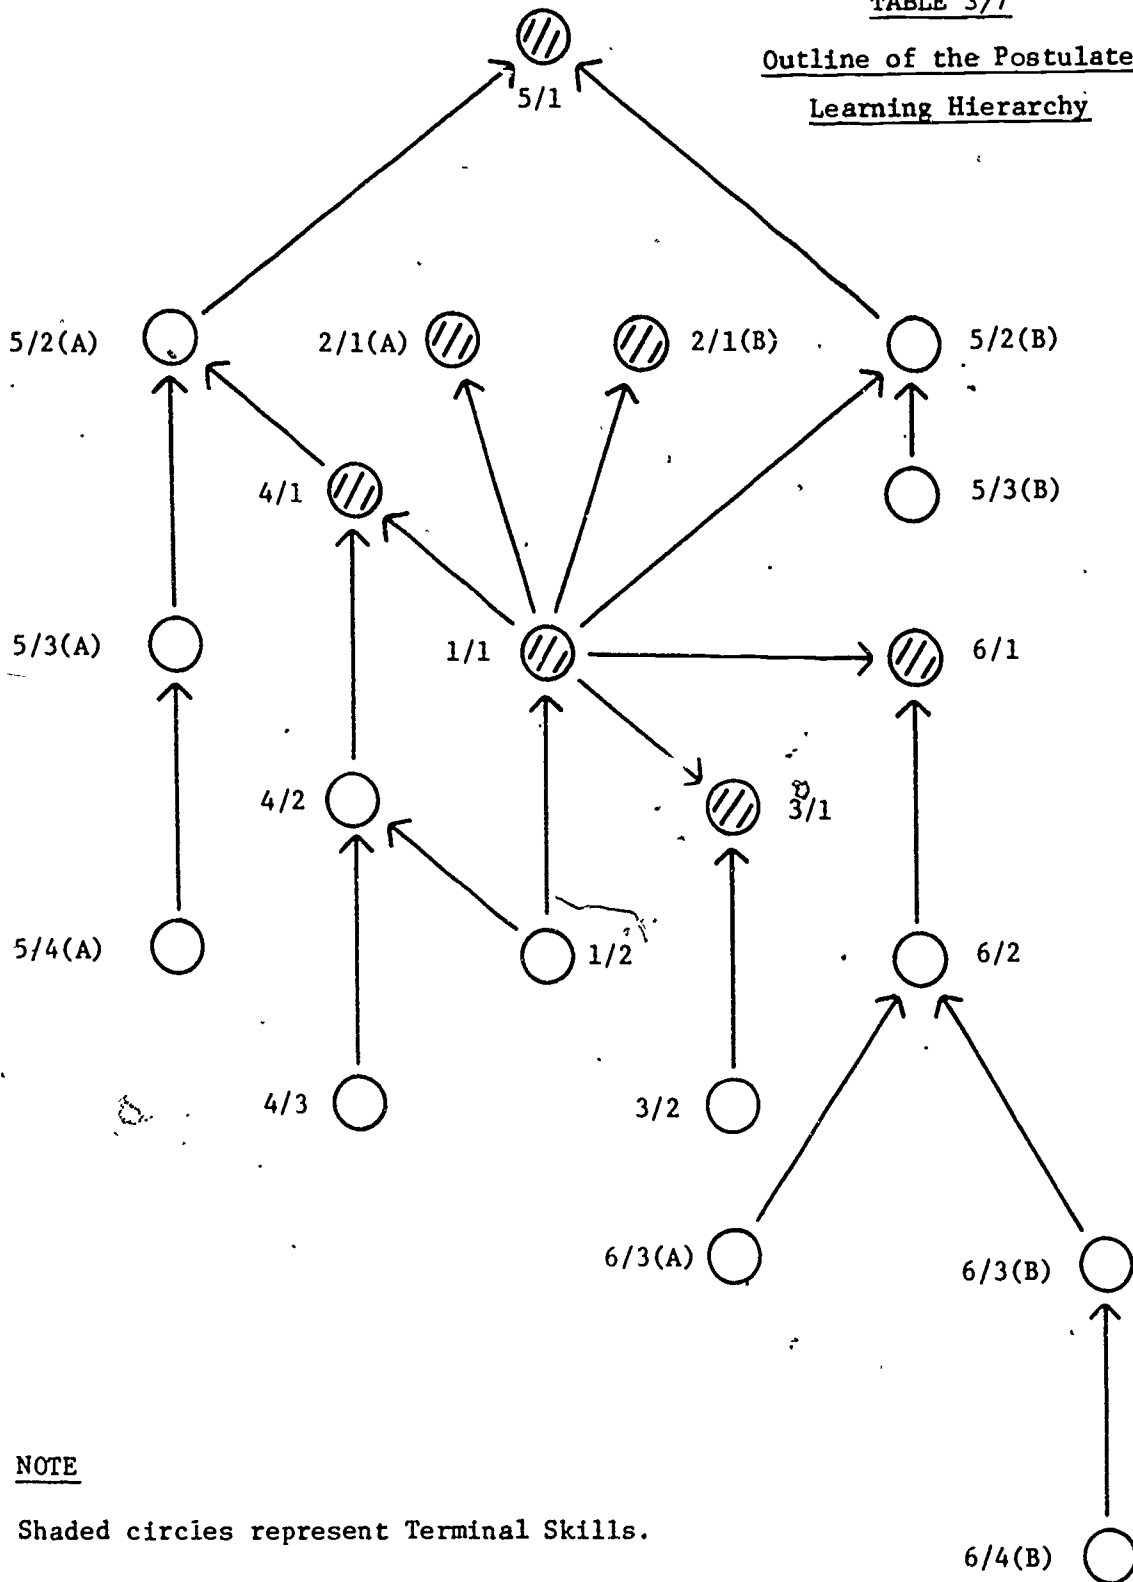 TABLE 3/7
Outline of the Postulate
Learning Hierarchy
5/1
5/2(A)
2/1(A)
2/1(B)
5/2(B)
4/1
5/3(B)
5/3(A)
1/1
6/1
4/2
3/1
5/4(A)
1/2
6/2
4/3
3/2
6/3(A)
6/3(B)
NOTE
Shaded circles represent Terminal Skills.
6/4(B)